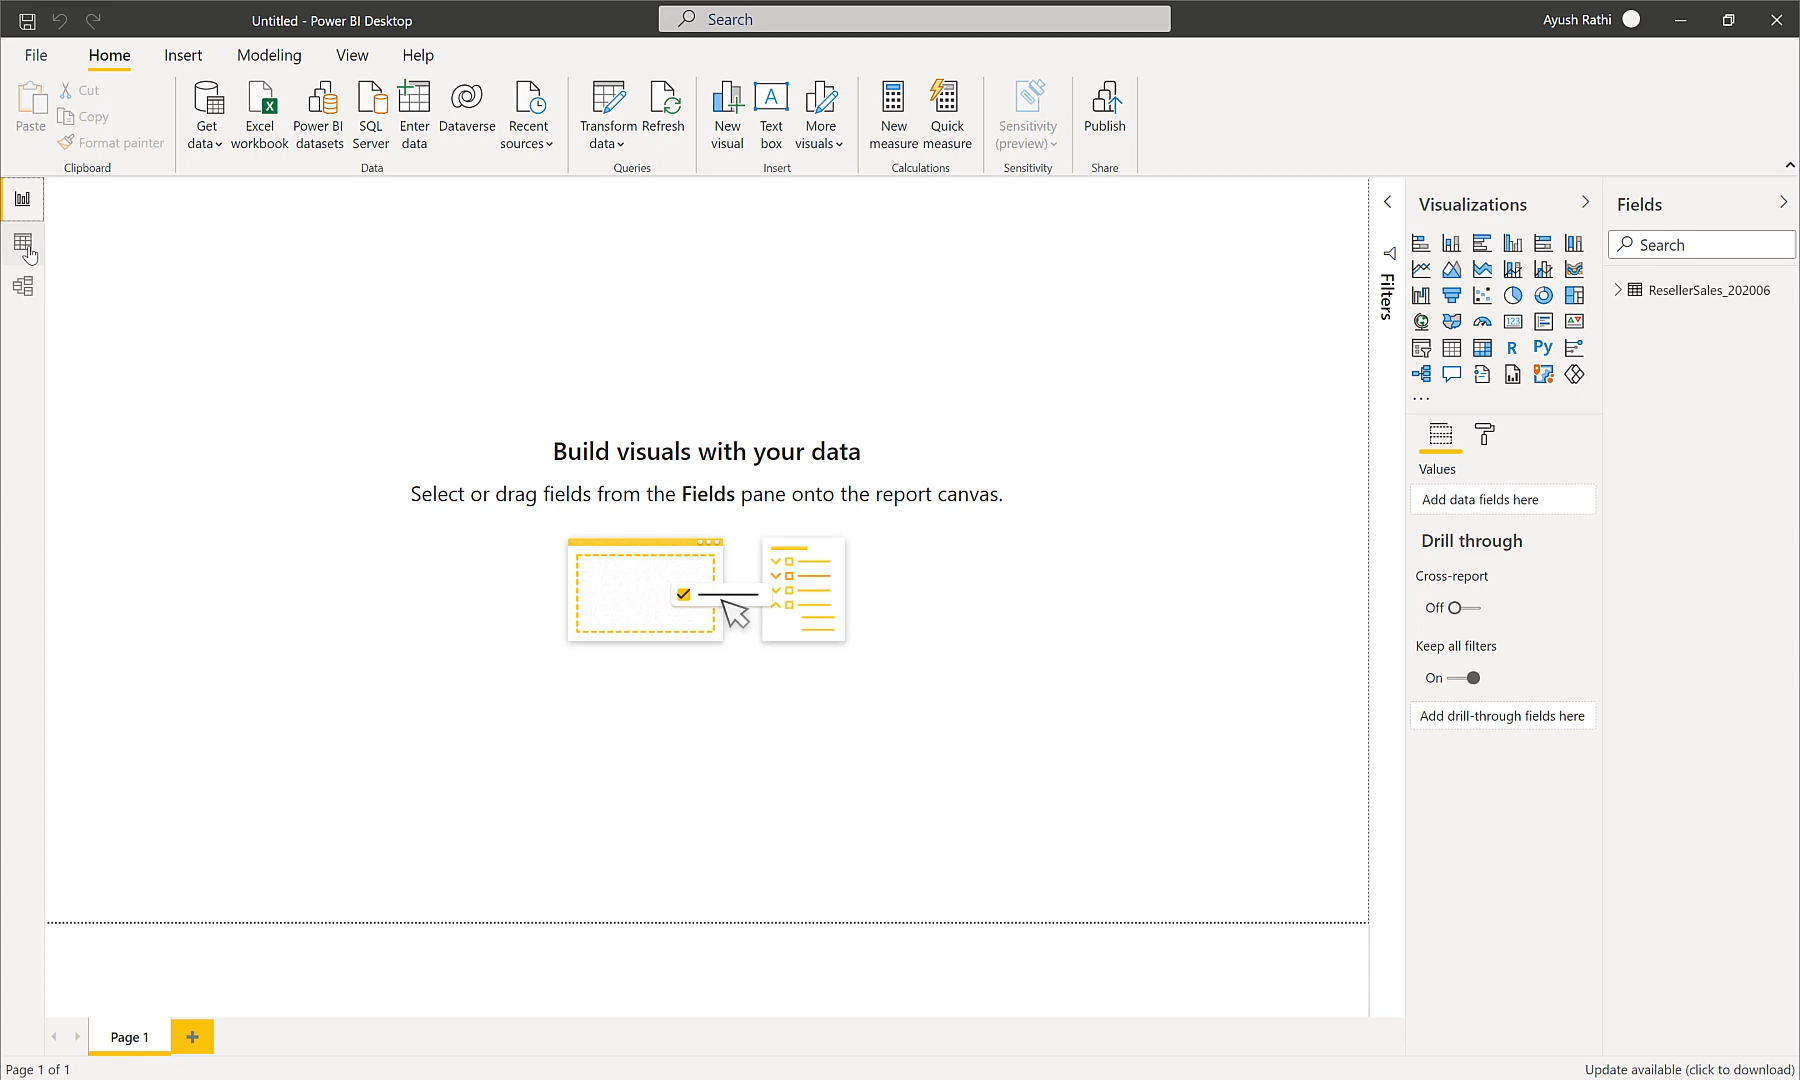 Untitled - Power BI Desktop
Search
Ayush Rathi
File
Home
Insert
Modeling
View
Help
Paste
Cut
Copy
Format painter
Clipboard
Get data
Excel workbook
Power BI datasets
SQL Server
Enter data
Dataverse
Recent sources
Data
Transform data
Refresh
Queries
New visual
Text box
More visuals
Insert
New measure
Quick measure
Calculations
Sensitivity (preview)
Sensitivity
Publish
Share
Build visuals with your data
Select or drag fields from the Fields pane onto the report canvas.
Filters
Visualizations
123
R
Py
...
Values
Add data fields here
Drill through
Cross-report
Off
Keep all filters
On
Add drill-through fields here
Fields
Search
ResellerSales_202006
Page 1
Page 1 of 1
Update available (click to download)